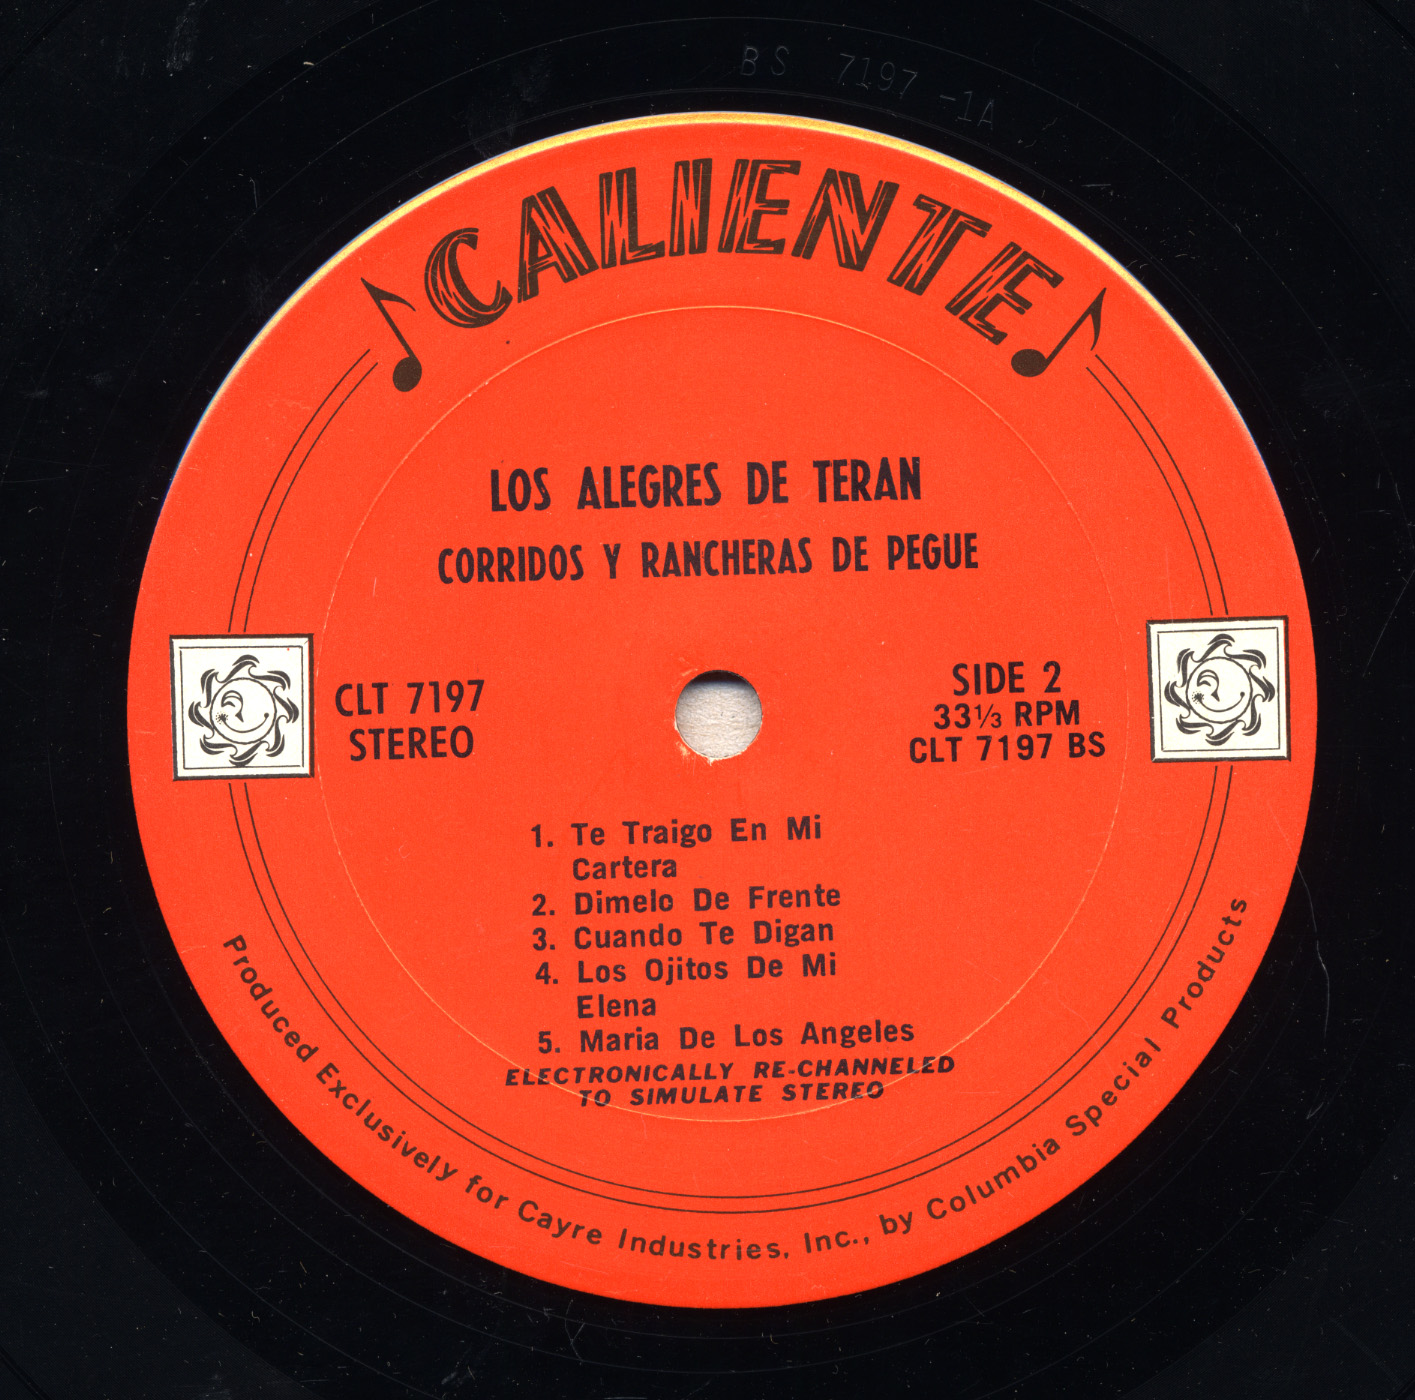 BS 7197 -1A
CALIENTE
LOS ALEGRES DE TERAN
CORRIDOS Y RANCHERAS DE PEGUE
CLT 7197
STEREO
SIDE 2
33⅓ RPM
CLT 7197 BS
1. Te Traigo En Mi
Cartera
2. Dimelo De Frente
3. Cuando Te Digan
4. Los Ojitos De Mi
Elena
5. Maria De Los Angeles
ELECTRONICALLY RE-CHANNELED
TO SIMULATE STEREO
Produced Exclusively for Cayre Industries, Inc., by Columbia Special Products